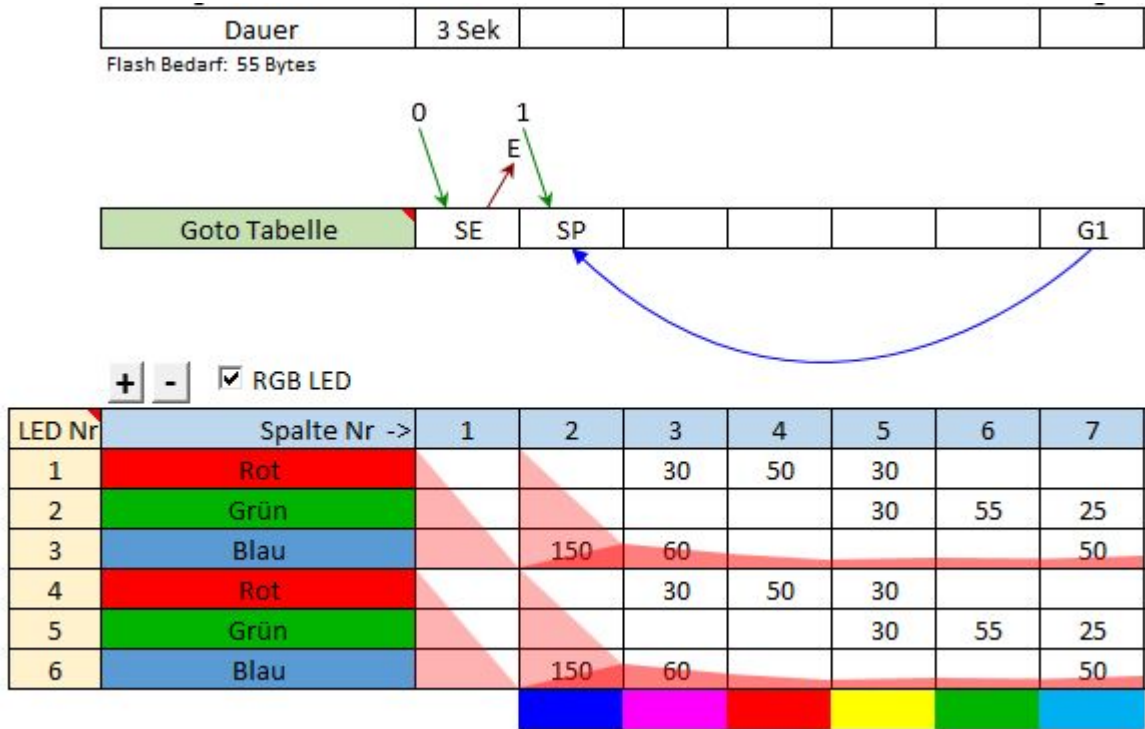 Dauer 3 Sek
Flash Bedarf: 55 Bytes
0 1
E
Goto Tabelle SE SP G1
+ - RGB LED
LED Nr Spalte Nr -> 1 2 3 4 5 6 7
1 Rot 30 50 30
2 Grün 30 55 25
3 Blau 150 60 50
4 Rot 30 50 30
5 Grün 30 55 25
6 Blau 150 60 50